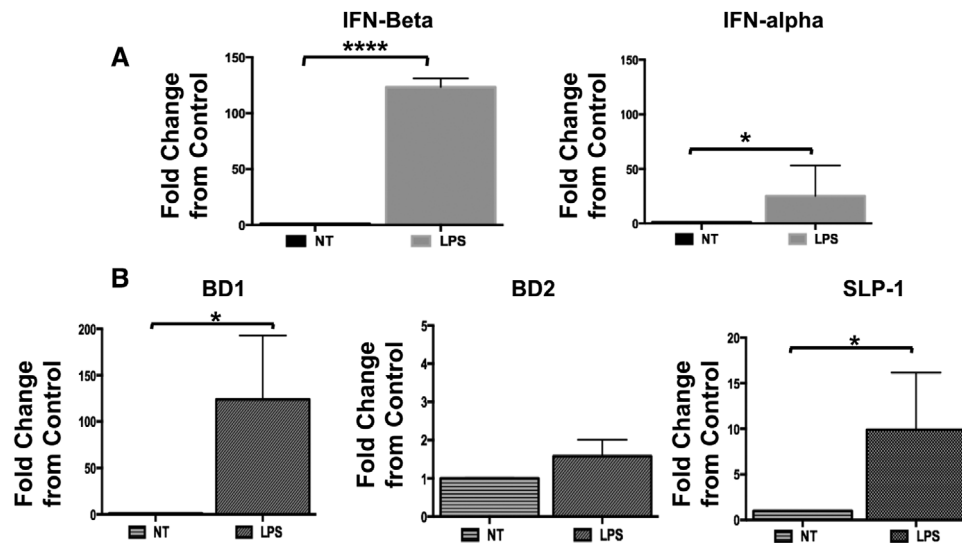 A
IFN-Beta
Fold Change
from Control
150
100
50
0
****
NT
LPS
IFN-alpha
Fold Change
from Control
150
100
50
0
*
NT
LPS
B
BD1
Fold Change
from Control
200
150
100
50
0
*
NT
LPS
BD2
Fold Change
from Control
5
4
3
2
1
0
NT
LPS
SLP-1
Fold Change
from Control
20
15
10
5
0
*
NT
LPS